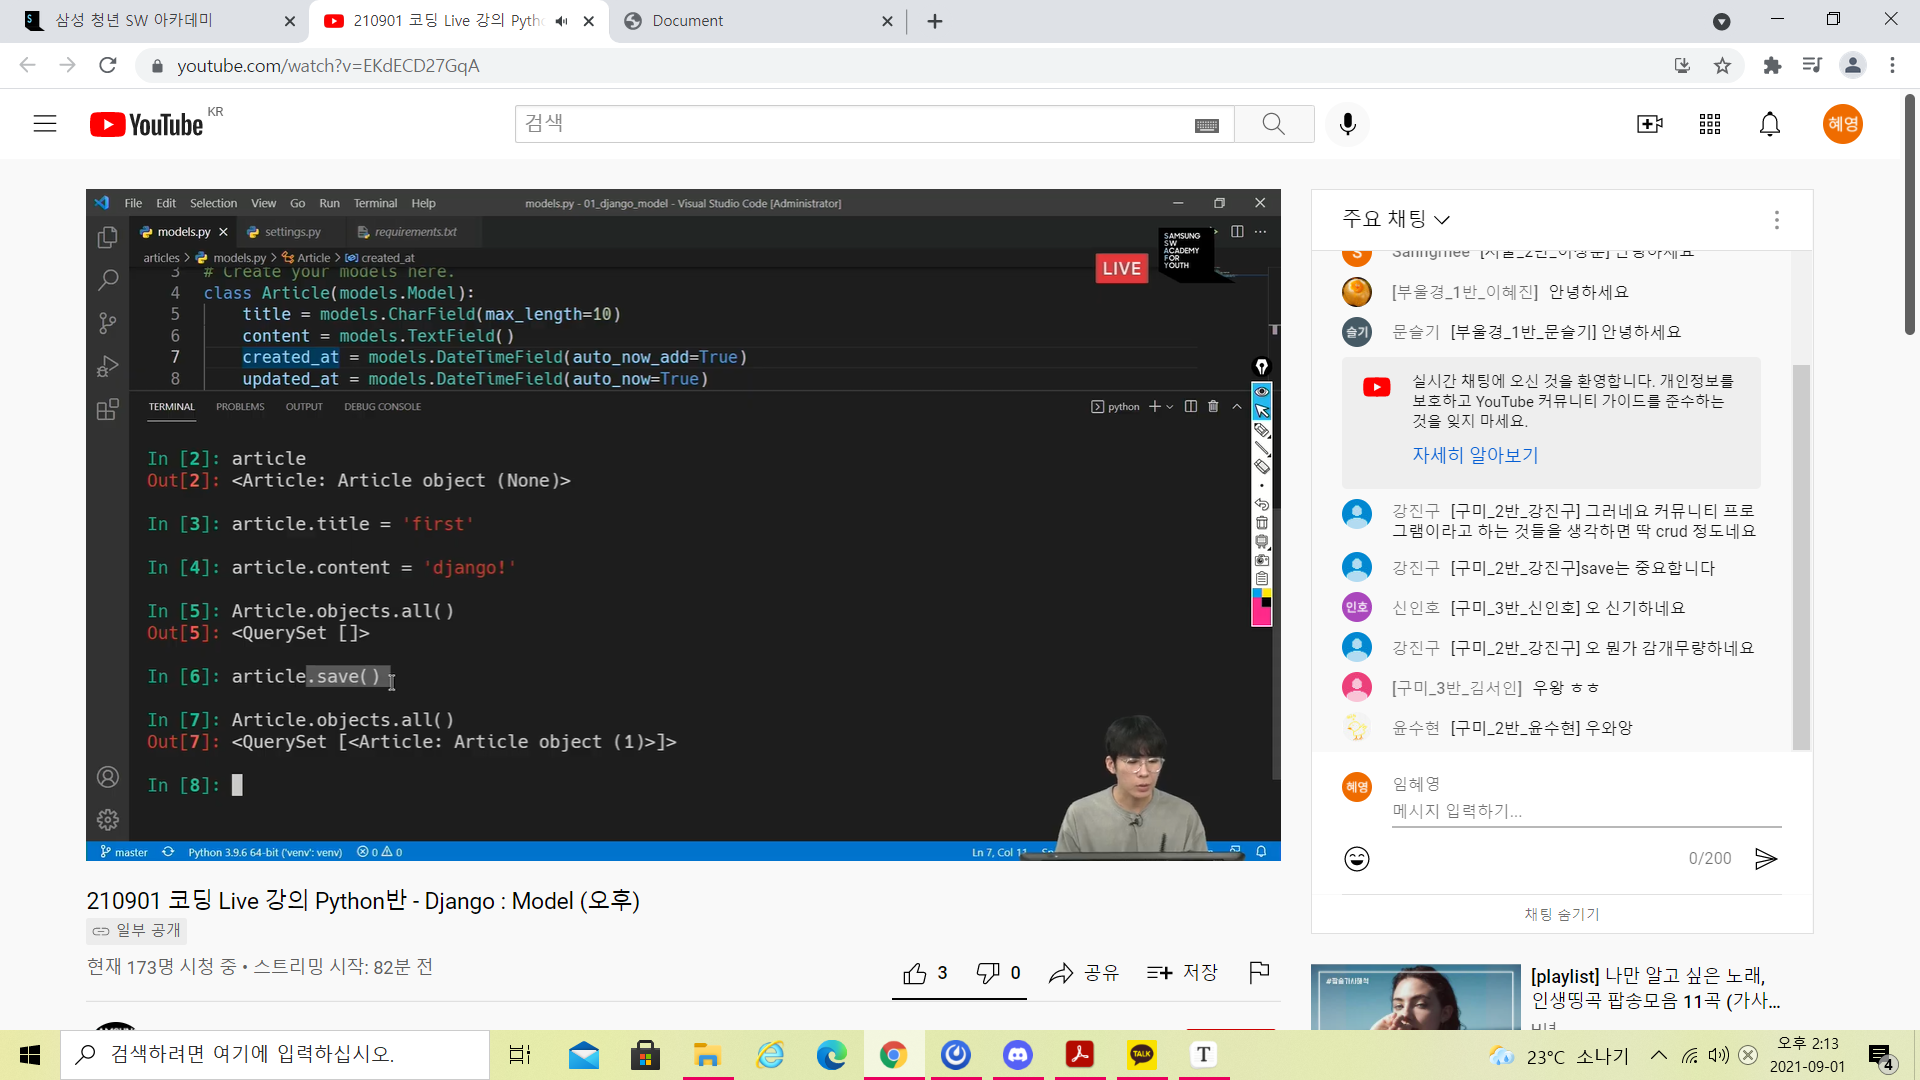 삼성 청년 SW 아카데미
210901 코딩 Live 강의 Pyth
Document
youtube.com/watch?v=EKdECD27GqA
YouTube KR
검색
혜영
File Edit Selection View Go Run Terminal Help
models.py - 01_django_model - Visual Studio Code [Administrator]
models.py settings.py requirements.txt
articles > models.py > Article > created_at
LIVE
SAMSUNG
SW
ACADEMY
FOR
YOUTH
3 # Create your models here.
4 class Article(models.Model):
5 title = models.CharField(max_length=10)
6 content = models.TextField()
7 created_at = models.DateTimeField(auto_now_add=True)
8 updated_at = models.DateTimeField(auto_now=True)
TERMINAL PROBLEMS OUTPUT DEBUG CONSOLE
python
In [2]: article
Out[2]: <Article: Article object (None)>
In [3]: article.title = 'first'
In [4]: article.content = 'django!'
In [5]: Article.objects.all()
Out[5]: <QuerySet []>
In [6]: article.save()
In [7]: Article.objects.all()
Out[7]: <QuerySet [<Article: Article object (1)>]>
In [8]:
master Python 3.9.6 64-bit ('venv': venv) 0 0
Ln 7, Col 11
210901 코딩 Live 강의 Python반 - Django : Model (오후)
일부 공개
현재 173명 시청 중 • 스트리밍 시작: 82분 전
3 0 공유 저장
주요 채팅
[부울경_1반_이혜진] 안녕하세요
슬기 문슬기 [부울경_1반_문슬기] 안녕하세요
실시간 채팅에 오신 것을 환영합니다. 개인정보를
보호하고 YouTube 커뮤니티 가이드를 준수하는
것을 잊지 마세요.
자세히 알아보기
강진구 [구미_2반_강진구] 그러네요 커뮤니티 프로
그램이라고 하는 것들을 생각하면 딱 crud 정도네요
강진구 [구미_2반_강진구]save는 중요합니다
인호 신인호 [구미_3반_신인호] 오 신기하네요
강진구 [구미_2반_강진구] 오 뭔가 감개무량하네요
[구미_3반_김서인] 우왕 ㅎㅎ
윤수현 [구미_2반_윤수현] 우와앙
혜영 임혜영
메시지 입력하기...
0/200
채팅 숨기기
#팝송가사해석
[playlist] 나만 알고 싶은 노래,
인생띵곡 팝송모음 11곡 (가사...
검색하려면 여기에 입력하십시오.
TALK
T
23°C 소나기
오후 2:13
2021-09-01
4